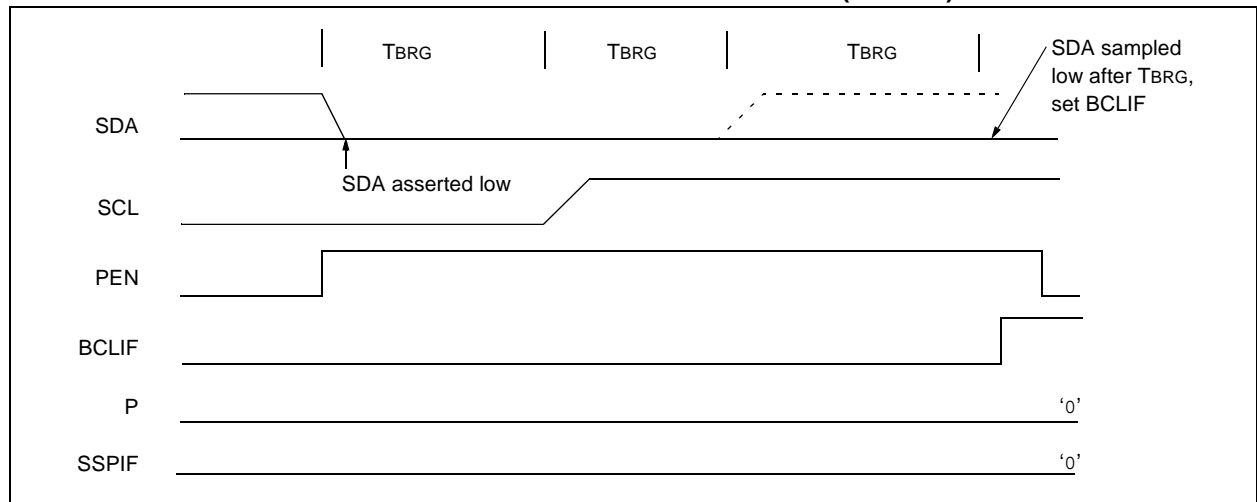 TBRG TBRG TBRG
SDA sampled
low after TBRG,
set BCLIF
SDA
SDA asserted low
SCL
PEN
BCLIF
P
‘0’
SSPIF
‘0’